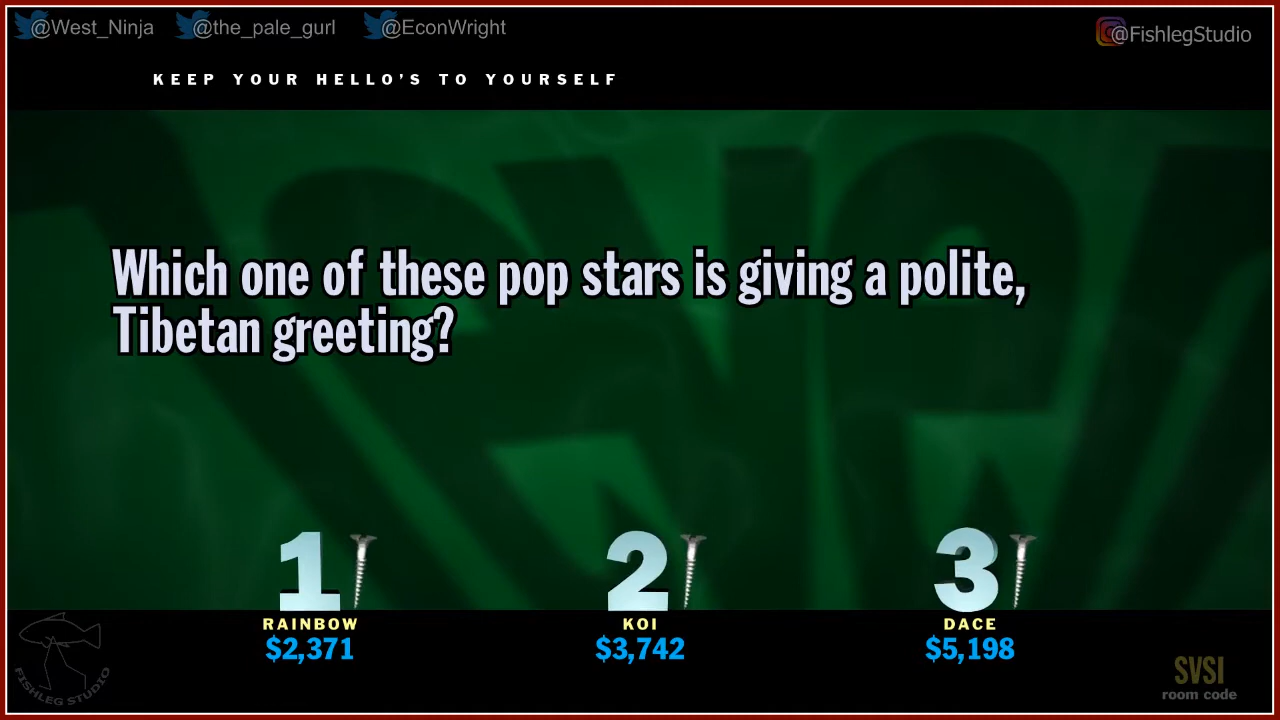 @West_Ninja @the_pale_gurl @EconWright @FishlegStudio
KEEP YOUR HELLO'S TO YOURSELF
Which one of these pop stars is giving a polite,
Tibetan greeting?
1 2 3
RAINBOW KOI DACE
$2,371 $3,742 $5,198
FISHLEG STUDIO
SVSI
room code